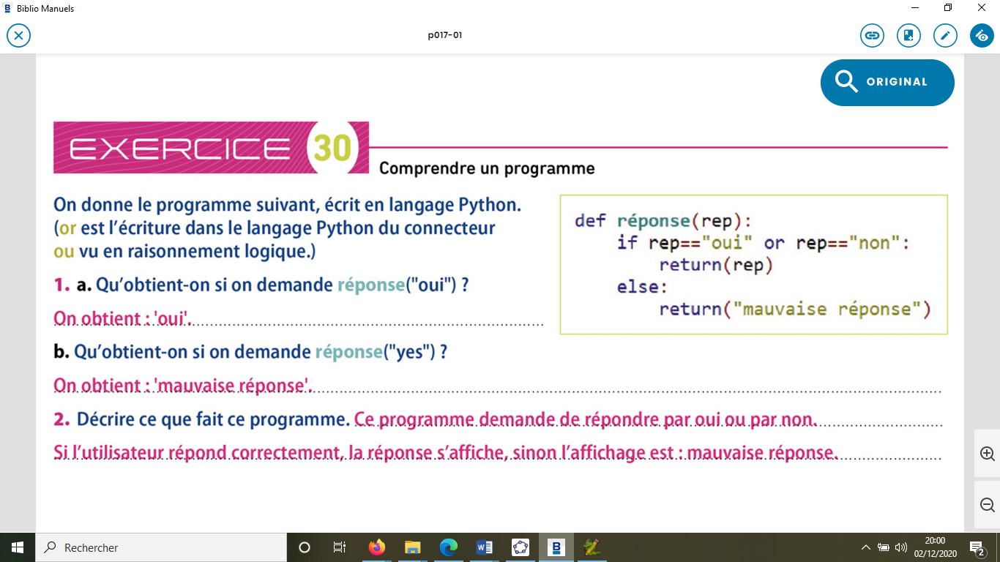 Biblio Manuels
p017-01
ORIGINAL
EXERCICE 30
Comprendre un programme
On donne le programme suivant, écrit en langage Python.
(or est l'écriture dans le langage Python du connecteur
ou vu en raisonnement logique.)
1. a. Qu'obtient-on si on demande réponse("oui") ?
On obtient : 'oui'.
b. Qu'obtient-on si on demande réponse("yes") ?
On obtient : 'mauvaise réponse'.
2. Décrire ce que fait ce programme. Ce programme demande de répondre par oui ou par non.
Si l'utilisateur répond correctement, la réponse s'affiche, sinon l'affichage est : mauvaise réponse.
def réponse(rep):
    if rep=="oui" or rep=="non":
        return(rep)
    else:
        return("mauvaise réponse")
Rechercher
20:00
02/12/2020
2